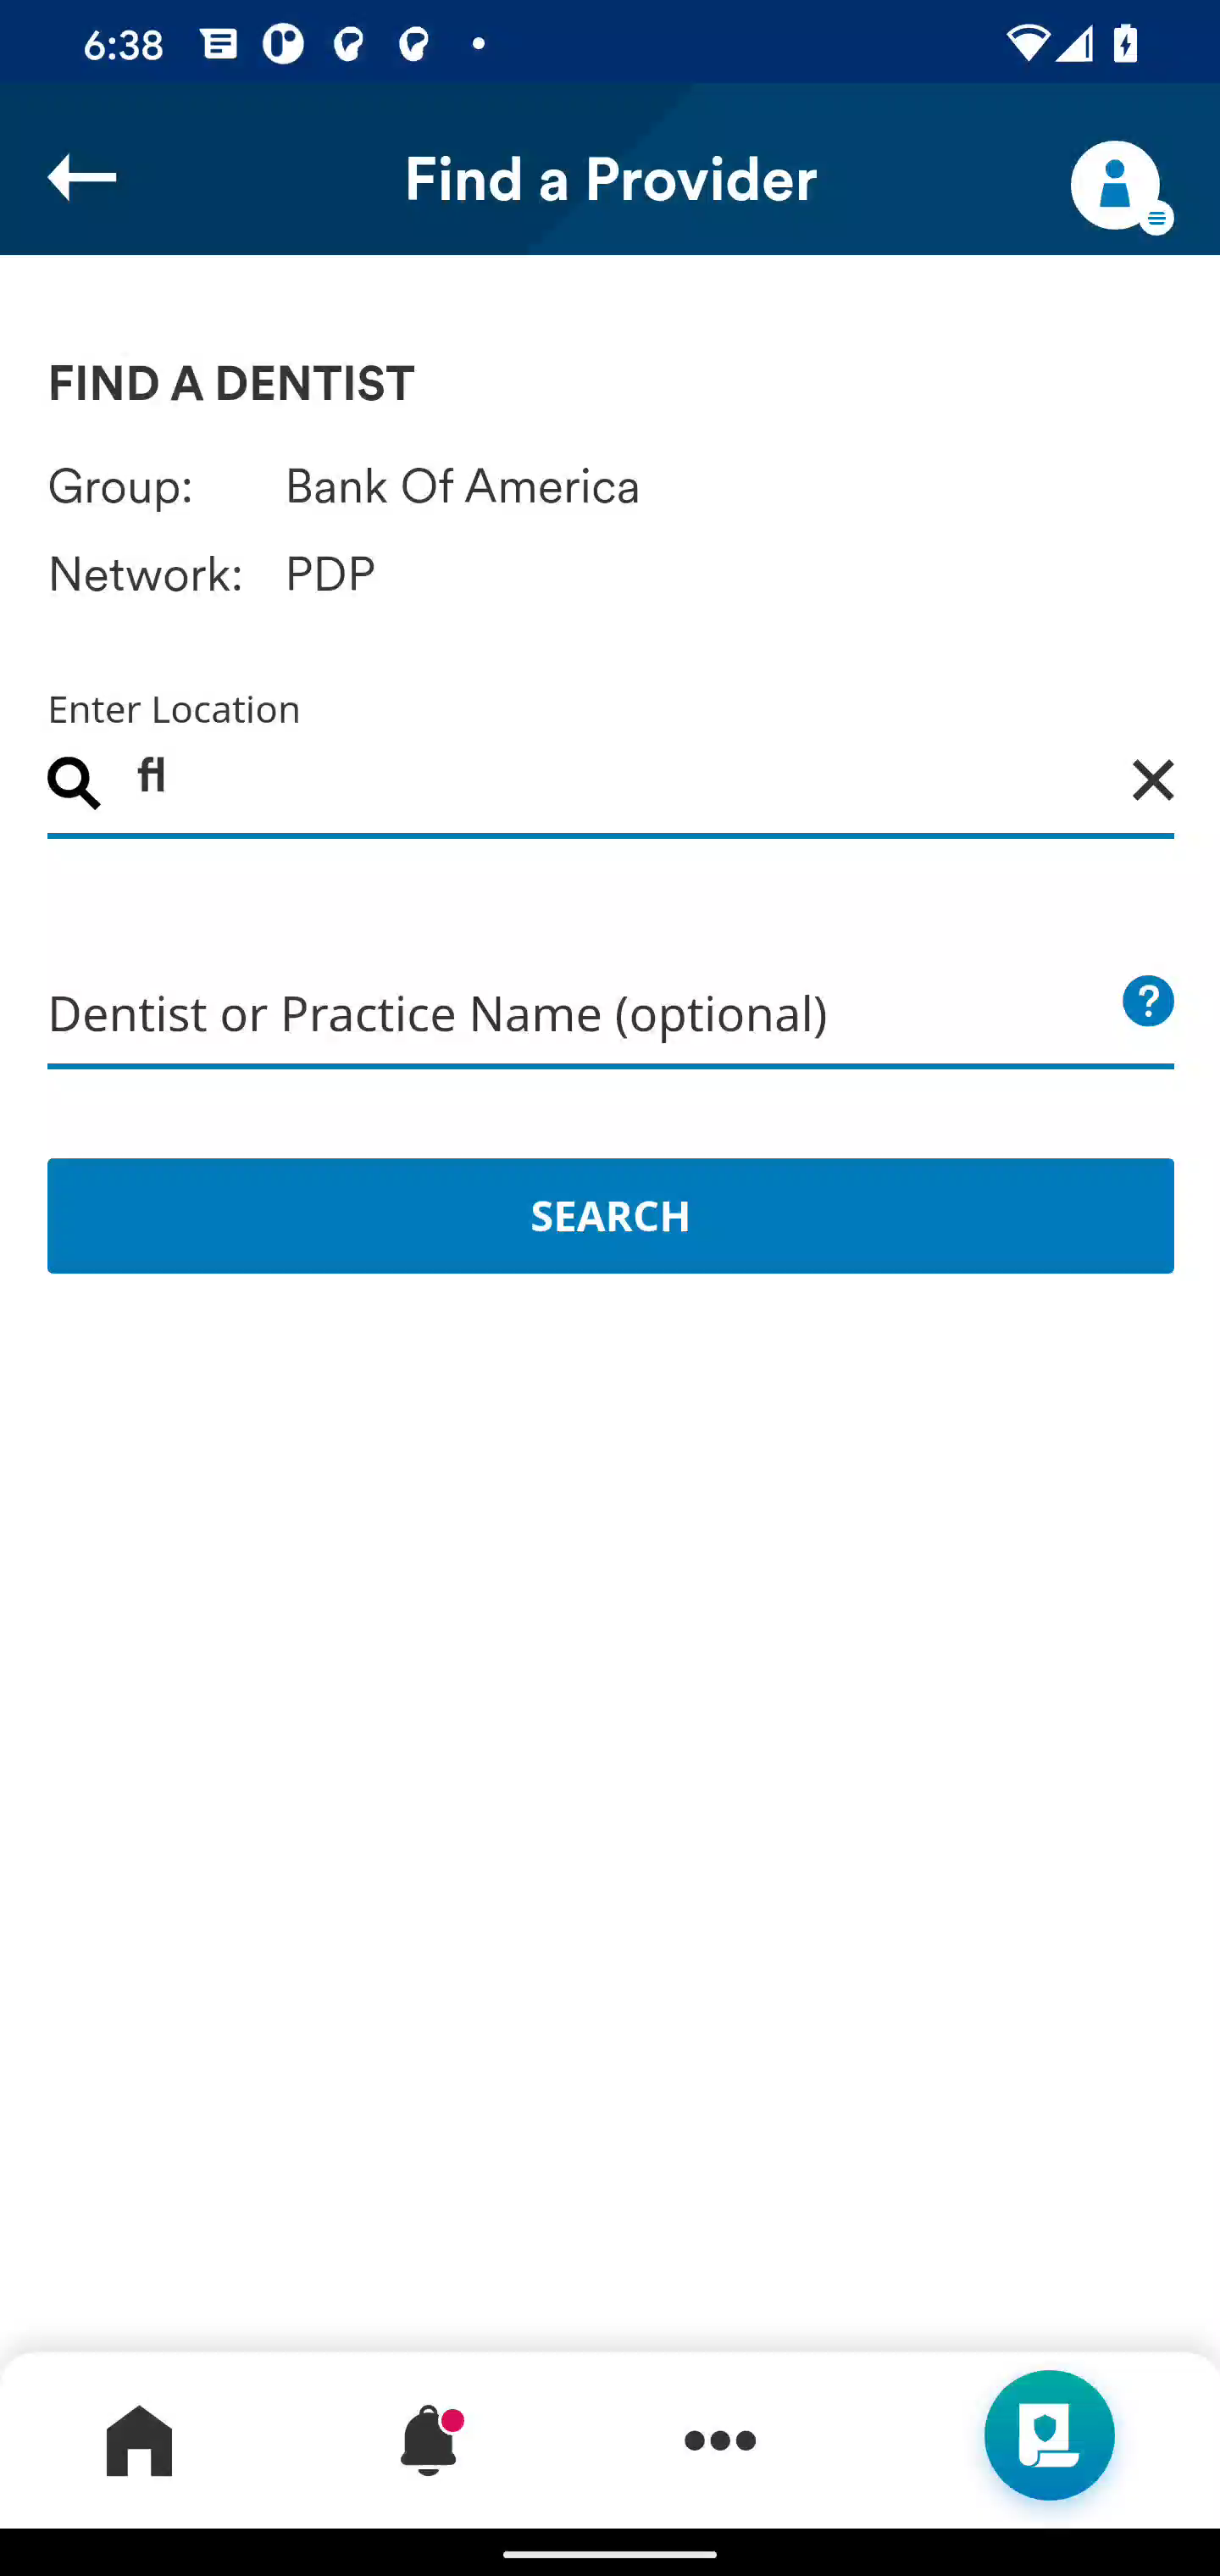 6:38
Find a Provider
FIND A DENTIST
Group: Bank Of America
Network: PDP
Enter Location
fl
Dentist or Practice Name (optional)
?
SEARCH